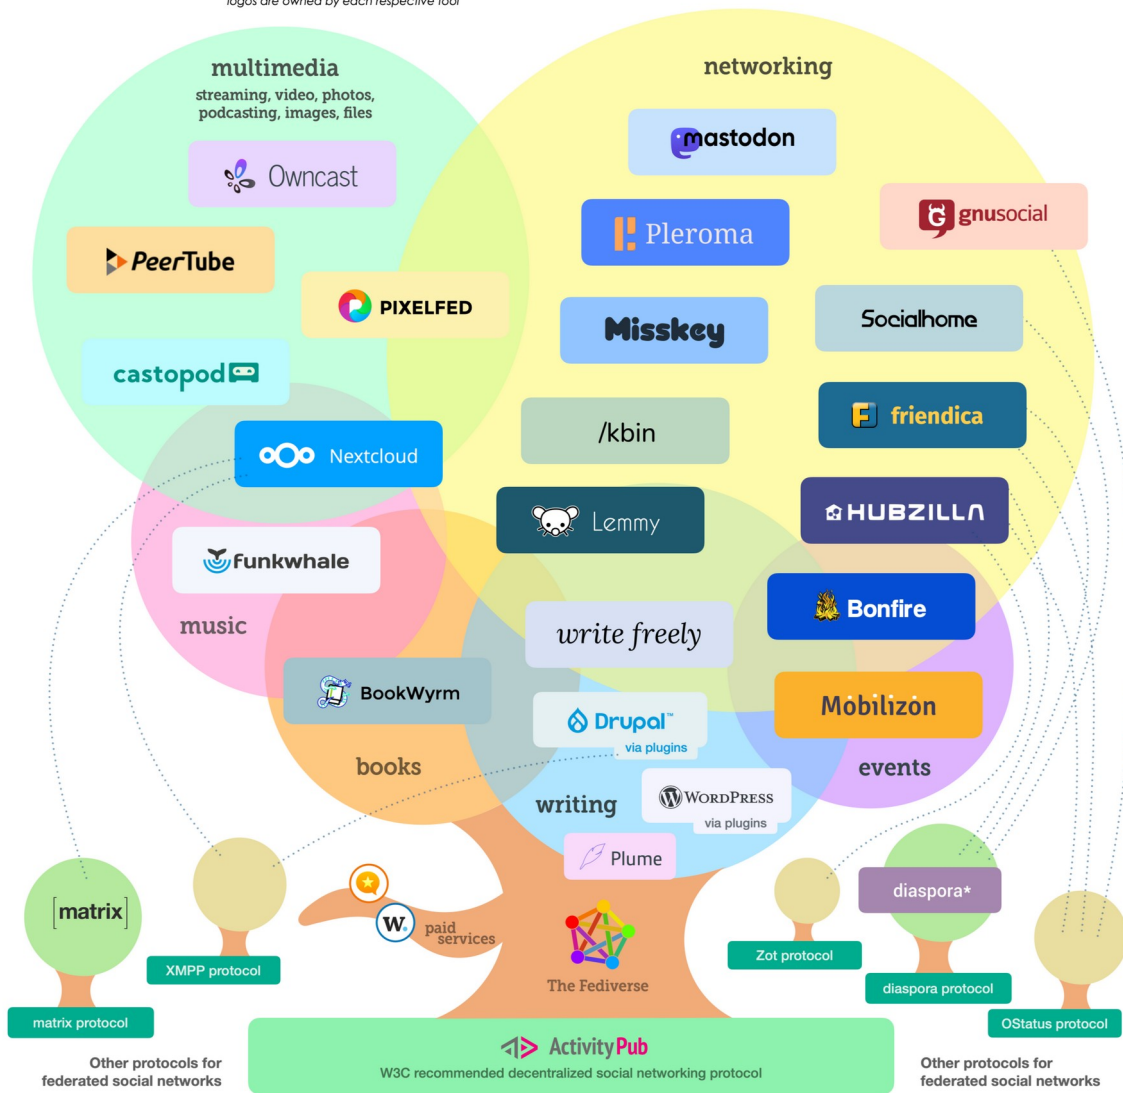 logos are owned by each respective tool
multimedia
streaming, video, photos,
podcasting, images, files
networking
mastodon
Owncast
gnusocial
Pleroma
PeerTube
PIXELFED
Misskey
Socialhome
castopod
friendica
/kbin
Nextcloud
HUBZILLA
Lemmy
funkwhale
Bonfire
music
write freely
BookWyrm
Mobilizon
Drupal™
via plugins
books
events
writing
WORDPRESS
via plugins
Plume
[matrix]
diaspora*
W.
paid
services
XMPP protocol
Zot protocol
The Fediverse
diaspora protocol
matrix protocol
OStatus protocol
ActivityPub
W3C recommended decentralized social networking protocol
Other protocols for
federated social networks
Other protocols for
federated social networks